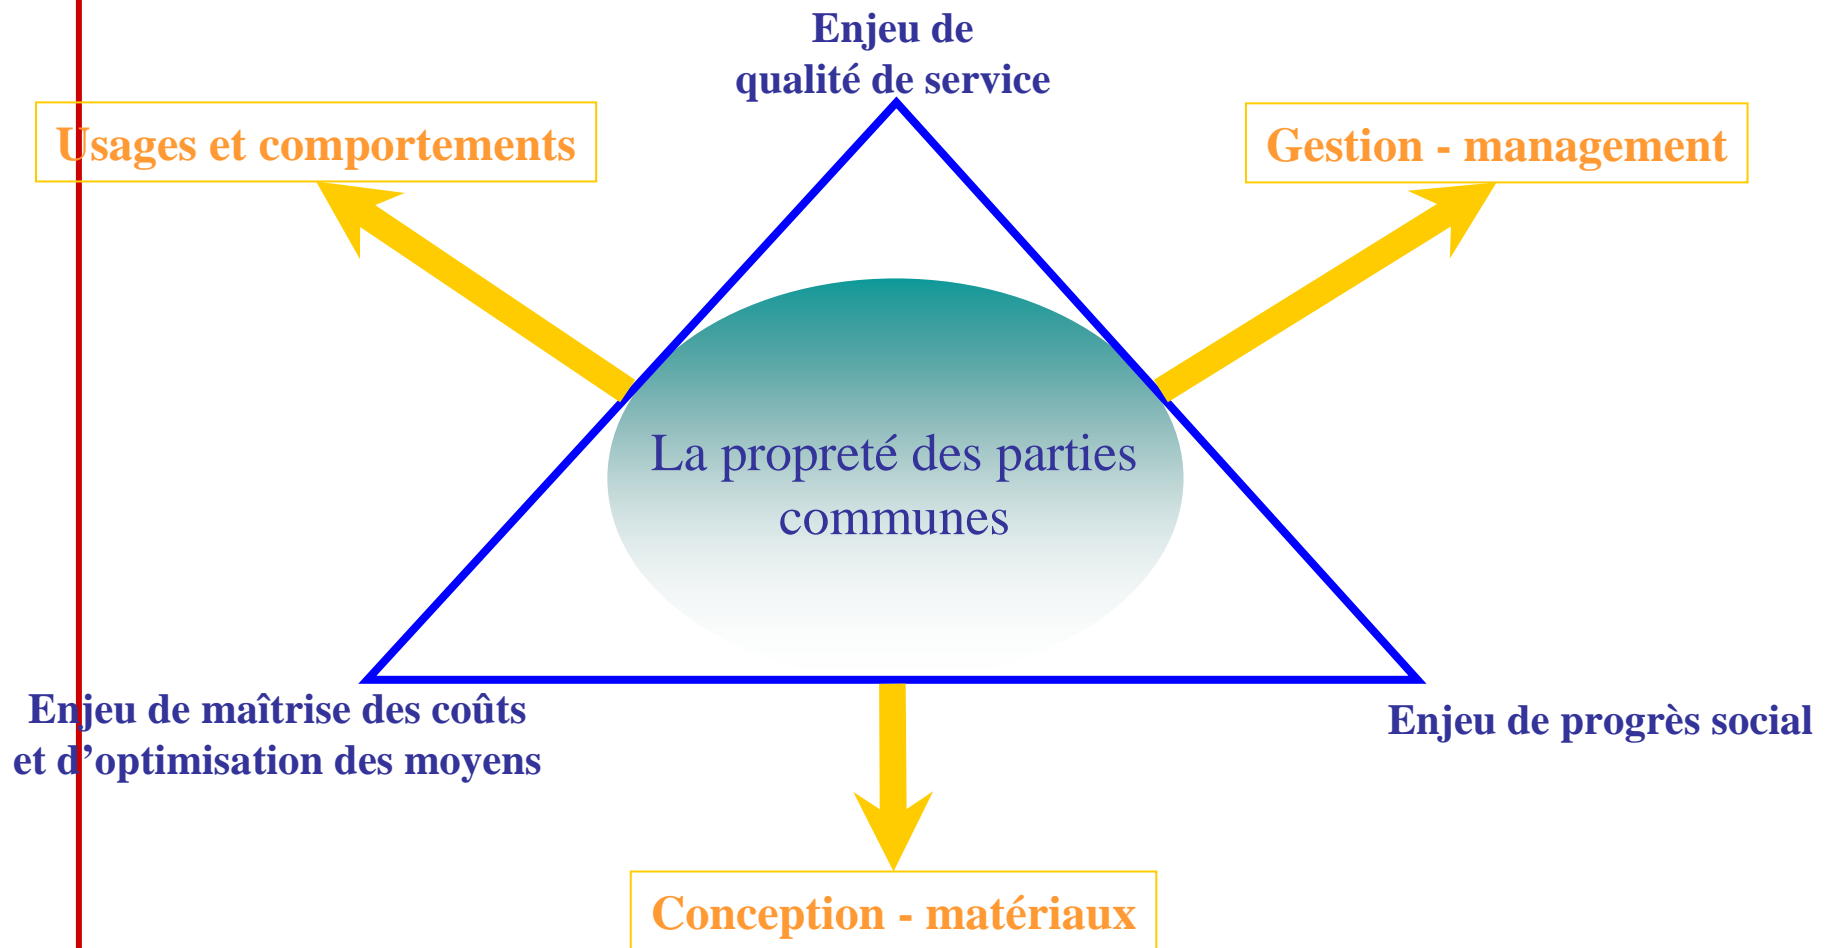 Enjeu de
qualité de service
Usages et comportements
Gestion - management
La propreté des parties
communes
Enjeu de maîtrise des coûts
et d’optimisation des moyens
Enjeu de progrès social
Conception - matériaux